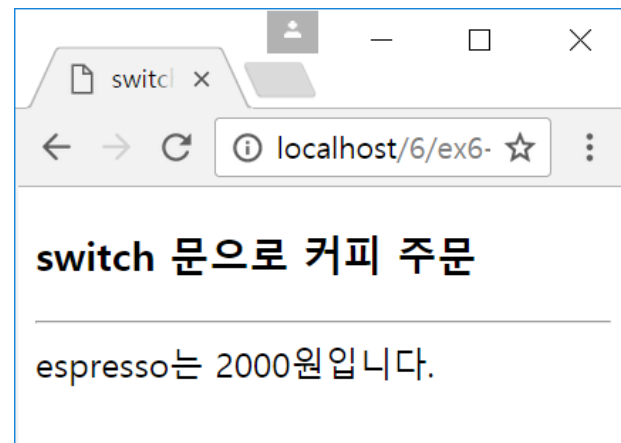 switch
localhost/6/ex6-
switch 문으로 커피 주문
espresso는 2000원입니다.